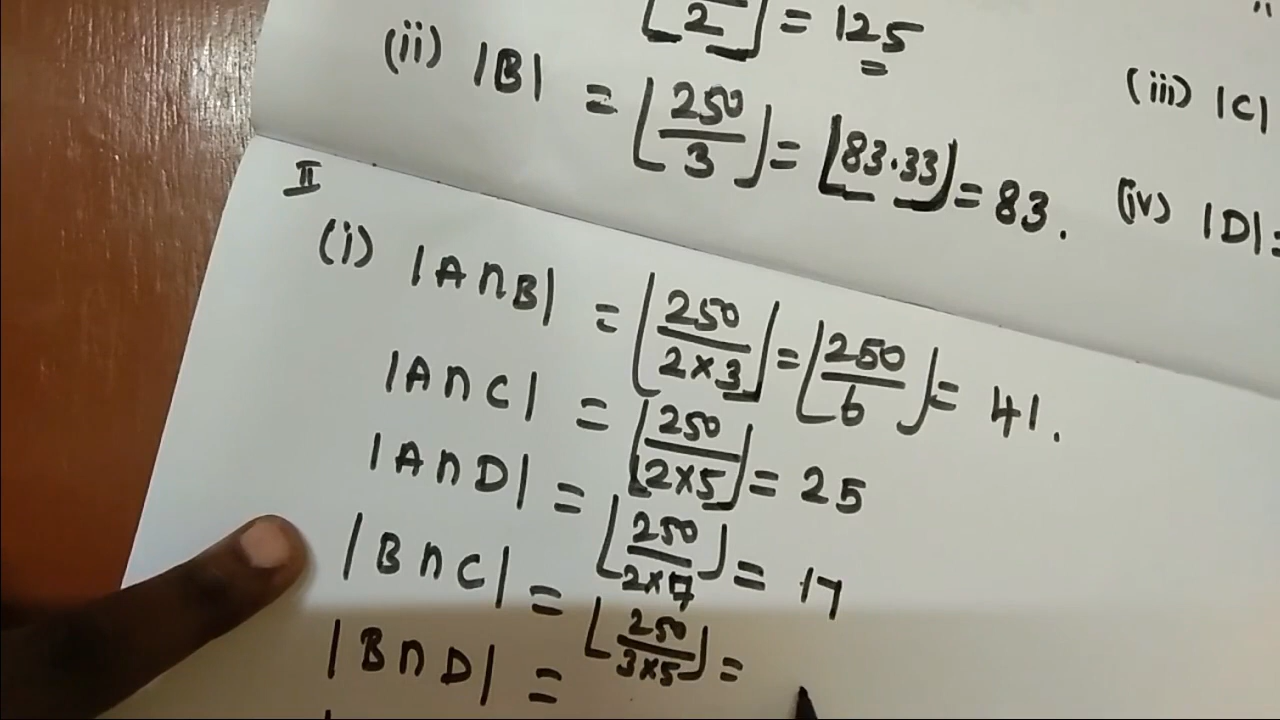 ⌊ /2⌋ = 125
(ii) |B| = ⌊250/3⌋ = ⌊83.33⌋ = 83.
(iii) |C|
(iv) |D| =
II
(i) |A∩B| = ⌊250/2×3⌋ = ⌊250/6⌋ = 41.
|A∩C| = ⌊250/2×5⌋ = 25
|A∩D| = ⌊250/2×7⌋ = 17
|B∩C| = ⌊250/3×5⌋ =
|B∩D| =